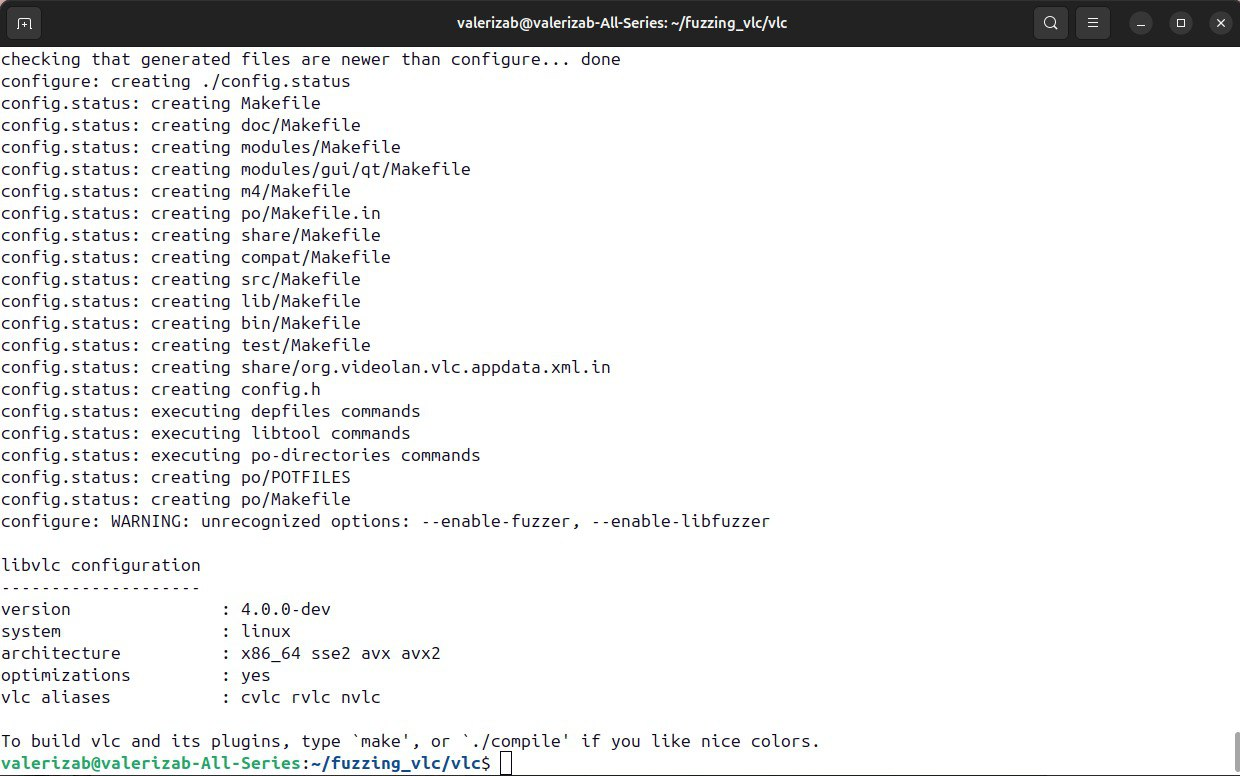 valerizab@valerizab-All-Series: ~/fuzzing_vlc/vlc
checking that generated files are newer than configure... done
configure: creating ./config.status
config.status: creating Makefile
config.status: creating doc/Makefile
config.status: creating modules/Makefile
config.status: creating modules/gui/qt/Makefile
config.status: creating m4/Makefile
config.status: creating po/Makefile.in
config.status: creating share/Makefile
config.status: creating compat/Makefile
config.status: creating src/Makefile
config.status: creating lib/Makefile
config.status: creating bin/Makefile
config.status: creating test/Makefile
config.status: creating share/org.videolan.vlc.appdata.xml.in
config.status: creating config.h
config.status: executing depfiles commands
config.status: executing libtool commands
config.status: executing po-directories commands
config.status: creating po/POTFILES
config.status: creating po/Makefile
configure: WARNING: unrecognized options: --enable-fuzzer, --enable-libfuzzer
libvlc configuration
--------------------
version               : 4.0.0-dev
system                : linux
architecture          : x86_64 sse2 avx avx2
optimizations         : yes
vlc aliases           : cvlc rvlc nvlc
To build vlc and its plugins, type `make', or `./compile' if you like nice colors.
valerizab@valerizab-All-Series:~/fuzzing_vlc/vlc$